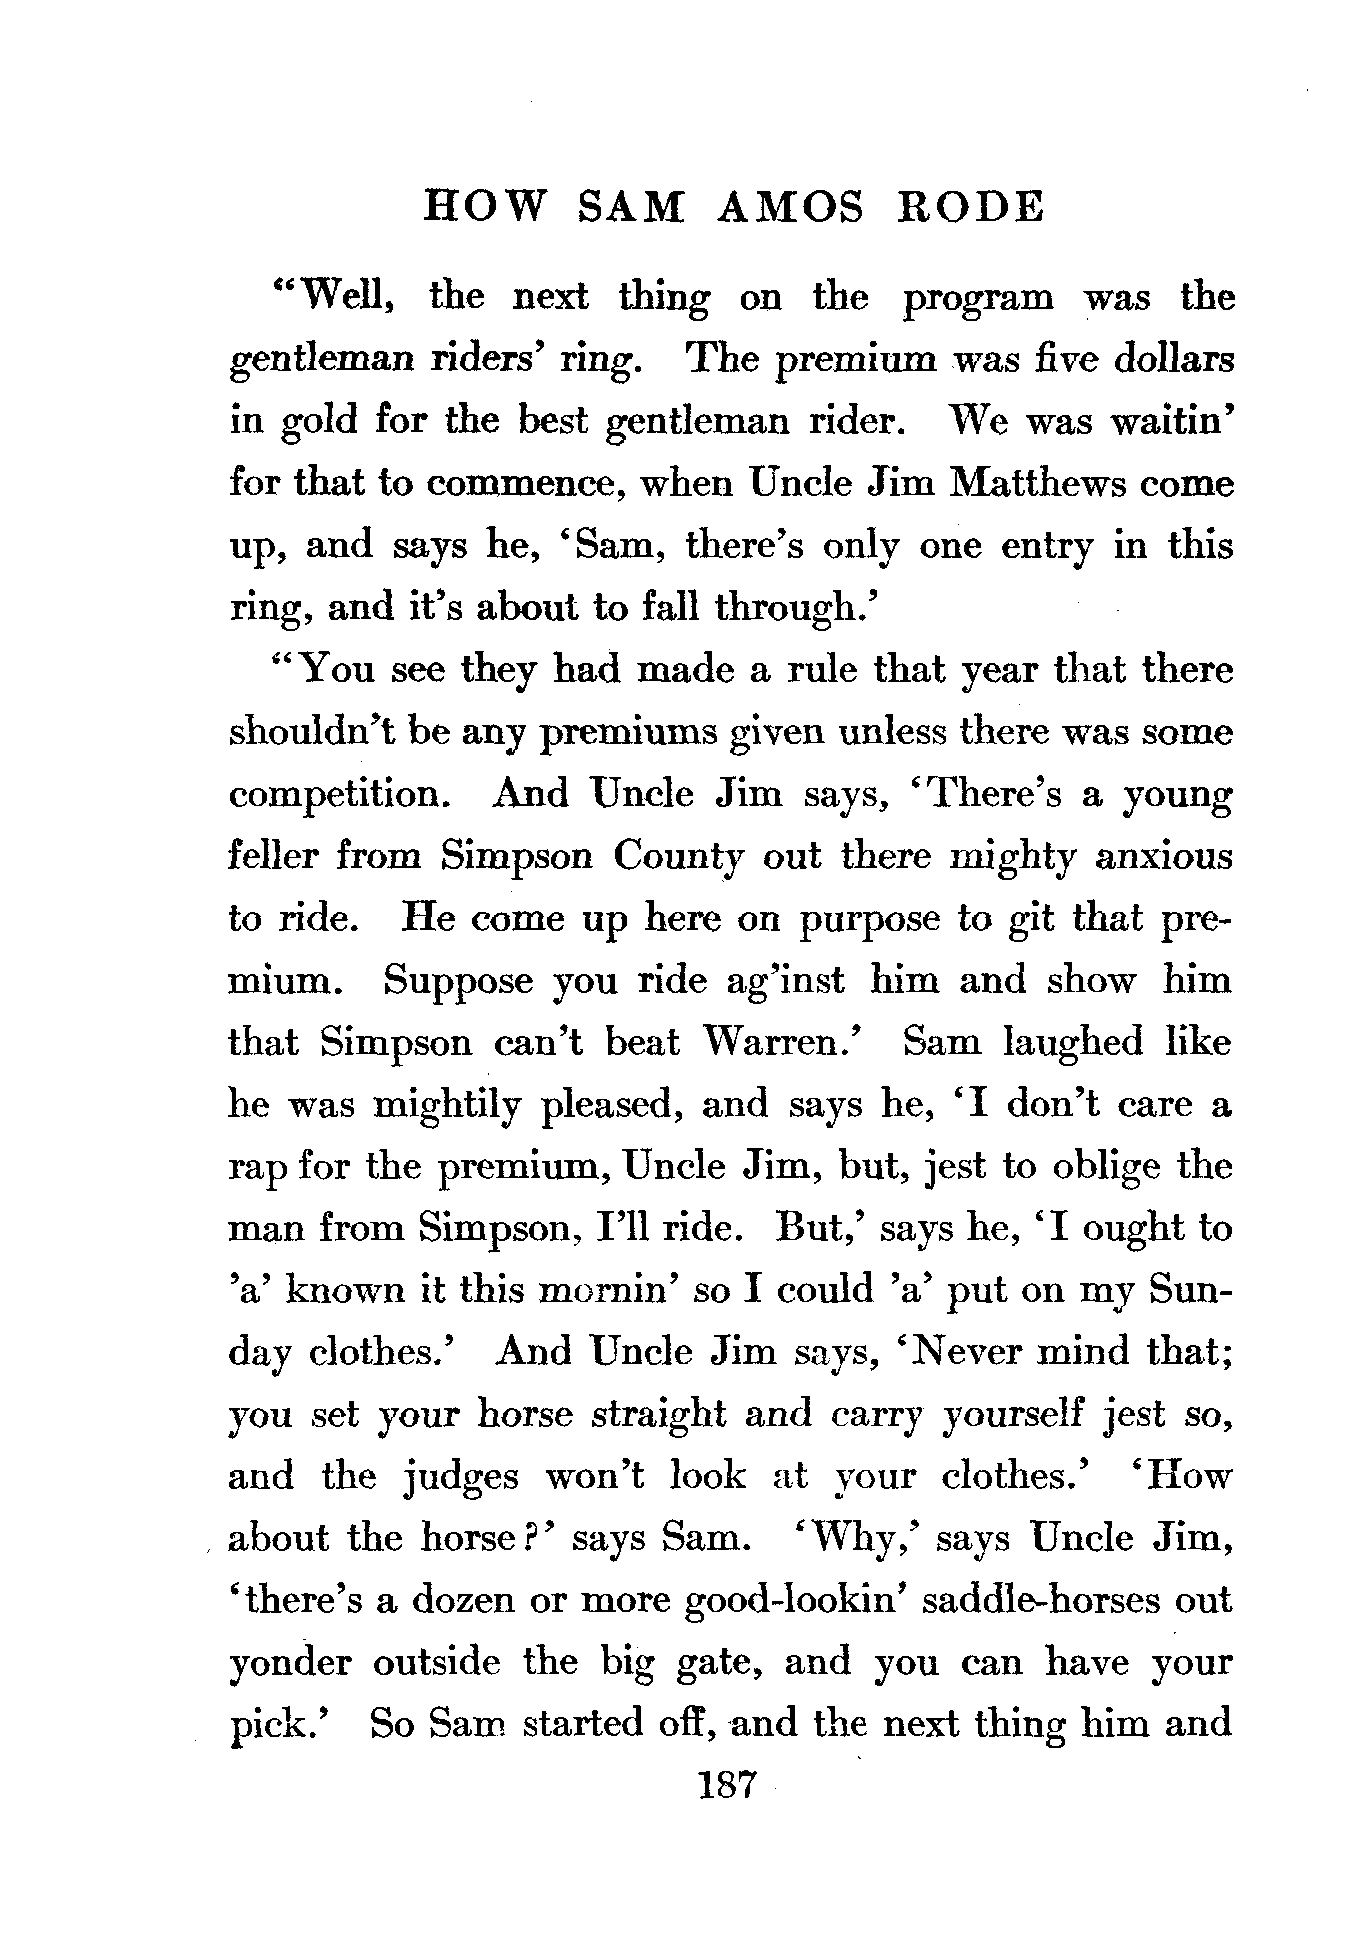 HOW SAM AMOS RODE
“Well, the next thing on the program was the
gentleman riders’ ring. The premium was five dollars
in gold for the best gentleman rider. We was waitin’
for that to commence, when Uncle Jim Matthews come
up, and says he, ‘Sam, there’s only one entry in this
ring, and it’s about to fall through.’
“You see they had made a rule that year that there
shouldn’t be any premiums given unless there was some
competition. And Uncle Jim says, ‘There’s a young
feller from Simpson County out there mighty anxious
to ride. He come up here on purpose to git that pre-
mium. Suppose you ride ag’inst him and show him
that Simpson can’t beat Warren.’ Sam laughed like
he was mightily pleased, and says he, ‘I don’t care a
rap for the premium, Uncle Jim, but, jest to oblige the
man from Simpson, I’ll ride. But,’ says he, ‘I ought to
’a’ known it this mornin’ so I could ’a’ put on my Sun-
day clothes.’ And Uncle Jim says, ‘Never mind that;
you set your horse straight and carry yourself jest so,
and the judges won’t look at your clothes.’ ‘How
about the horse?’ says Sam. ‘Why,’ says Uncle Jim,
‘there’s a dozen or more good-lookin’ saddle-horses out
yonder outside the big gate, and you can have your
pick.’ So Sam started off, and the next thing him and
187